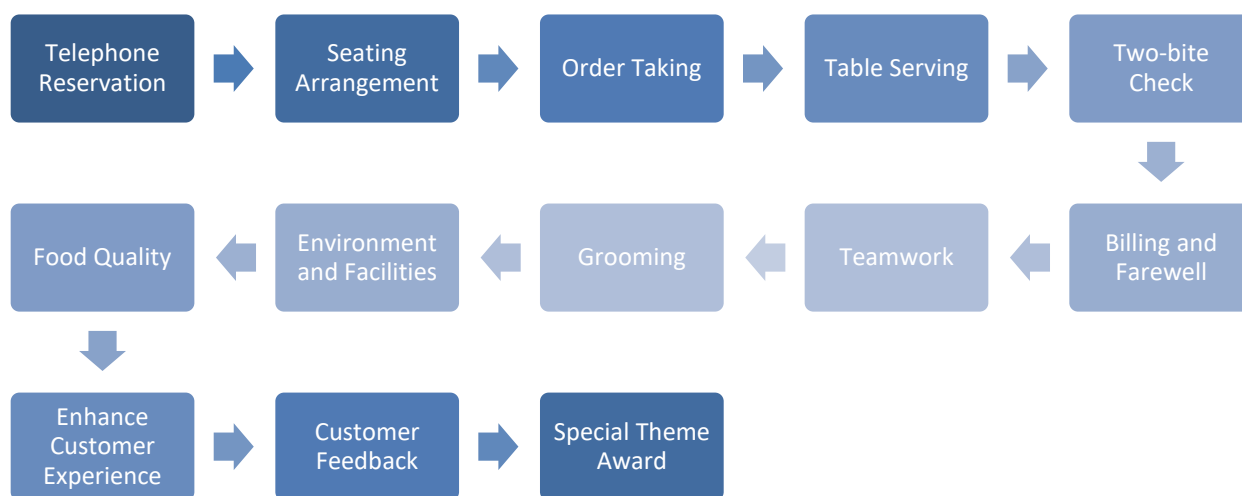 Telephone
Reservation
Seating
Arrangement
Order Taking
Table Serving
Two-bite
Check
Billing and
Farewell
Teamwork
Grooming
Environment
and Facilities
Food Quality
Enhance
Customer
Experience
Customer
Feedback
Special Theme
Award